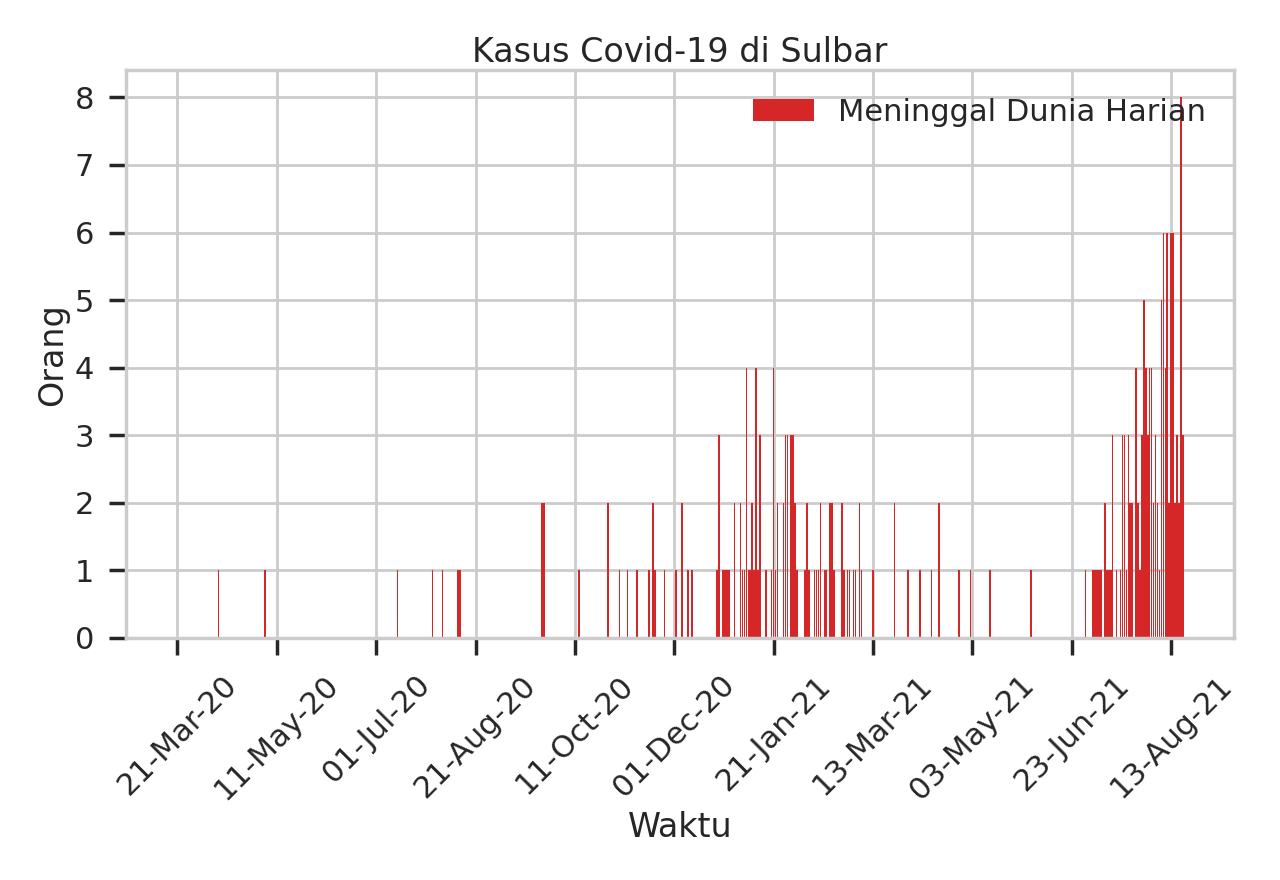 Kasus Covid-19 di Sulbar
Meninggal Dunia Harian
Orang
8
7
6
5
4
3
2
1
0
21-Mar-20
11-May-20
01-Jul-20
21-Aug-20
11-Oct-20
01-Dec-20
21-Jan-21
13-Mar-21
03-May-21
23-Jun-21
13-Aug-21
Waktu